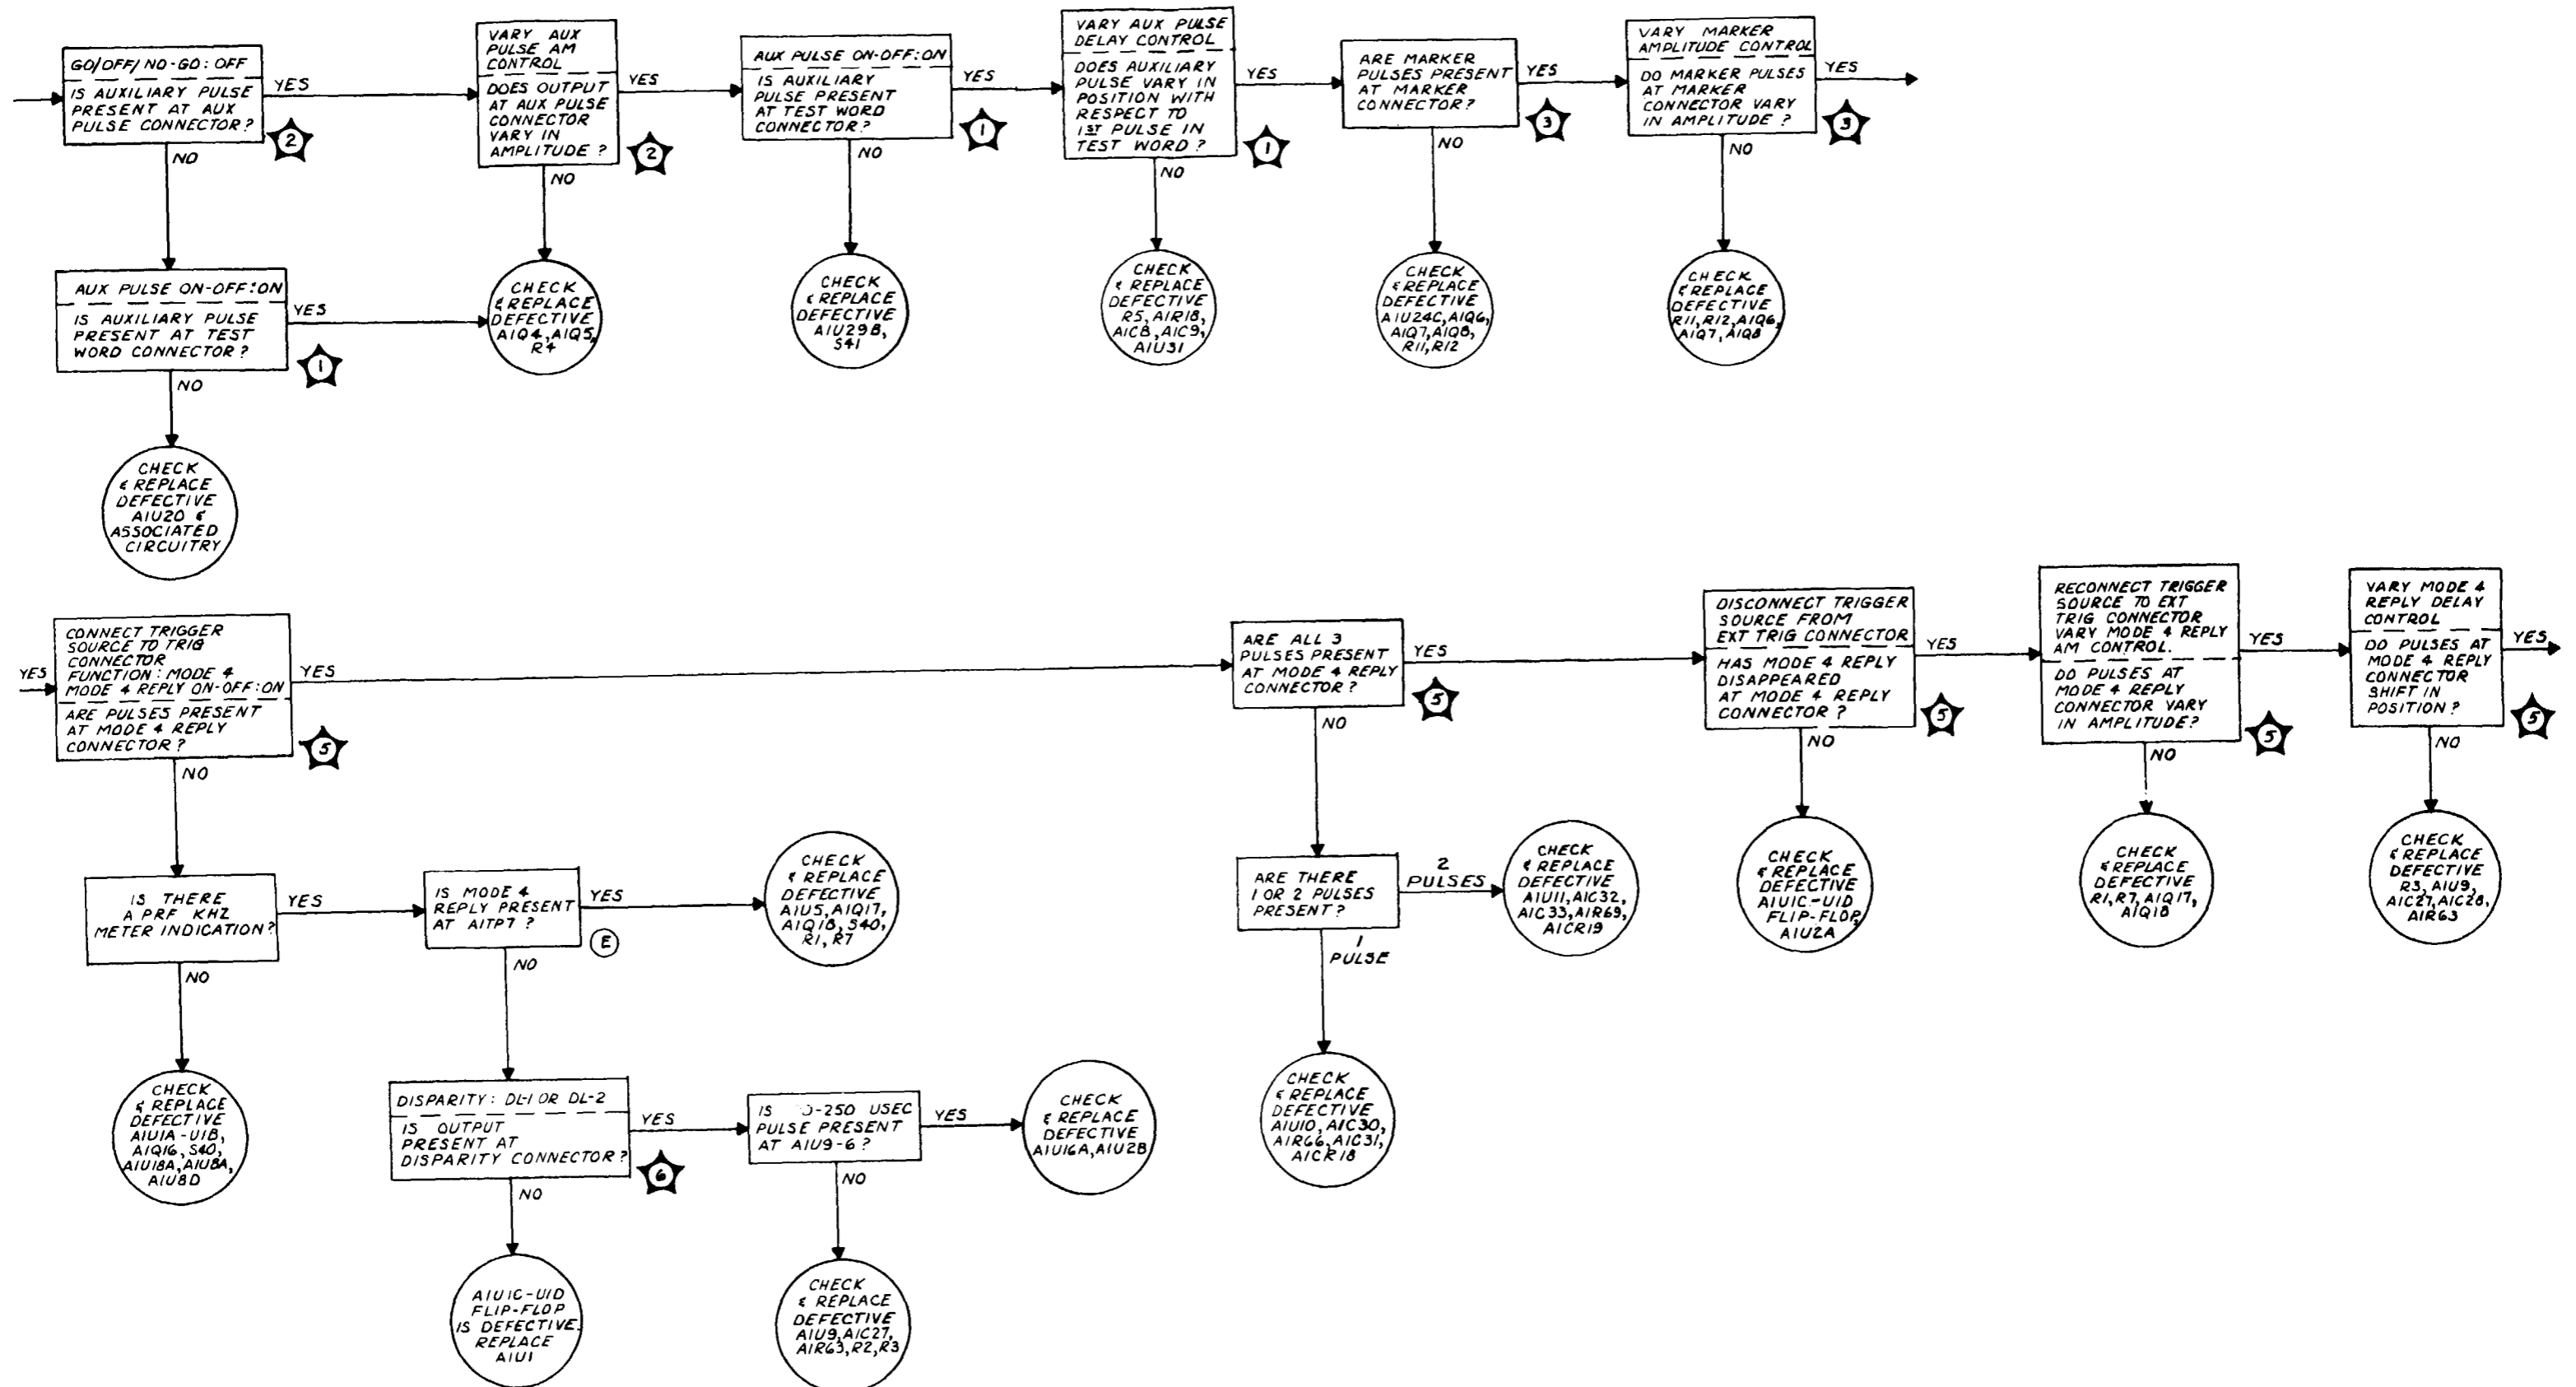 GO/OFF/NO-GO: OFF
IS AUXILIARY PULSE
PRESENT AT AUX
PULSE CONNECTOR?
YES
2
NO
VARY AUX
PULSE AM
CONTROL
DOES OUTPUT
AT AUX PULSE
CONNECTOR
VARY IN
AMPLITUDE ?
YES
2
NO
AUX PULSE ON-OFF:ON
IS AUXILIARY
PULSE PRESENT
AT TEST WORD
CONNECTOR?
YES
1
NO
VARY AUX PULSE
DELAY CONTROL
DOES AUXILIARY
PULSE VARY IN
POSITION WITH
RESPECT TO
1ST PULSE IN
TEST WORD ?
YES
1
NO
ARE MARKER
PULSES PRESENT
AT MARKER
CONNECTOR?
YES
3
NO
VARY MARKER
AMPLITUDE CONTROL
DO MARKER PULSES
AT MARKER
CONNECTOR VARY
IN AMPLITUDE ?
YES
3
NO
AUX PULSE ON-OFF:ON
IS AUXILIARY PULSE
PRESENT AT TEST
WORD CONNECTOR?
YES
1
NO
CHECK
& REPLACE
DEFECTIVE
A1Q4,A1Q5,
R4
CHECK
& REPLACE
DEFECTIVE
A1U29B,
S41
CHECK
& REPLACE
DEFECTIVE
R5, A1R18,
A1C8, A1C9,
A1U31
CHECK
& REPLACE
DEFECTIVE
A1U24C,A1Q6,
A1Q7, A1Q8,
R11,R12
CHECK
& REPLACE
DEFECTIVE
R11,R12,A1Q6,
A1Q7, A1Q8
CHECK
& REPLACE
DEFECTIVE
A1U20 &
ASSOCIATED
CIRCUITRY
YES
CONNECT TRIGGER
SOURCE TO TRIG
CONNECTOR
FUNCTION: MODE 4
MODE 4 REPLY ON-OFF:ON
ARE PULSES PRESENT
AT MODE 4 REPLY
CONNECTOR?
YES
5
NO
ARE ALL 3
PULSES PRESENT
AT MODE 4 REPLY
CONNECTOR ?
YES
5
NO
DISCONNECT TRIGGER
SOURCE FROM
EXT TRIG CONNECTOR
HAS MODE 4 REPLY
DISAPPEARED
AT MODE 4 REPLY
CONNECTOR ?
YES
5
NO
RECONNECT TRIGGER
SOURCE TO EXT
TRIG CONNECTOR
VARY MODE 4 REPLY
AM CONTROL.
DO PULSES AT
MODE 4 REPLY
CONNECTOR VARY
IN AMPLITUDE?
YES
5
NO
VARY MODE 4
REPLY DELAY
CONTROL
DO PULSES AT
MODE 4 REPLY
CONNECTOR
SHIFT IN
POSITION ?
YES
5
NO
IS THERE
A PRF KHZ
METER INDICATION?
YES
NO
IS MODE 4
REPLY PRESENT
AT A1TP7 ?
YES
E
NO
CHECK
& REPLACE
DEFECTIVE
A1U5, A1Q17,
A1Q18, S40,
R1, R7
ARE THERE
1 OR 2 PULSES
PRESENT?
2
PULSES
1
PULSE
CHECK
& REPLACE
DEFECTIVE
A1U11, A1C32,
A1C33,A1R69,
A1CR19
CHECK
& REPLACE
DEFECTIVE
A1U1C-U1D
FLIP-FLOP,
A1U2A
CHECK
& REPLACE
DEFECTIVE
R1,R7, A1Q17,
A1Q18
CHECK
& REPLACE
DEFECTIVE
R3, A1U9,
A1C27,A1C28,
A1R63
CHECK
& REPLACE
DEFECTIVE
A1U1A-U1B,
A1Q16, S40,
A1U18A,A1U8A,
A1U8D
DISPARITY: DL-1 OR DL-2
IS OUTPUT
PRESENT AT
DISPARITY CONNECTOR?
YES
6
NO
IS 0-250 USEC
PULSE PRESENT
AT A1U9-6?
YES
NO
CHECK
& REPLACE
DEFECTIVE
A1U16A,A1U2B
CHECK
& REPLACE
DEFECTIVE
A1U10, A1C30,
A1R66,A1C31,
A1CR18
A1U1C-U1D
FLIP-FLOP
IS DEFECTIVE.
REPLACE
A1U1
CHECK
& REPLACE
DEFECTIVE
A1U9,A1C27,
A1R63,R2,R3